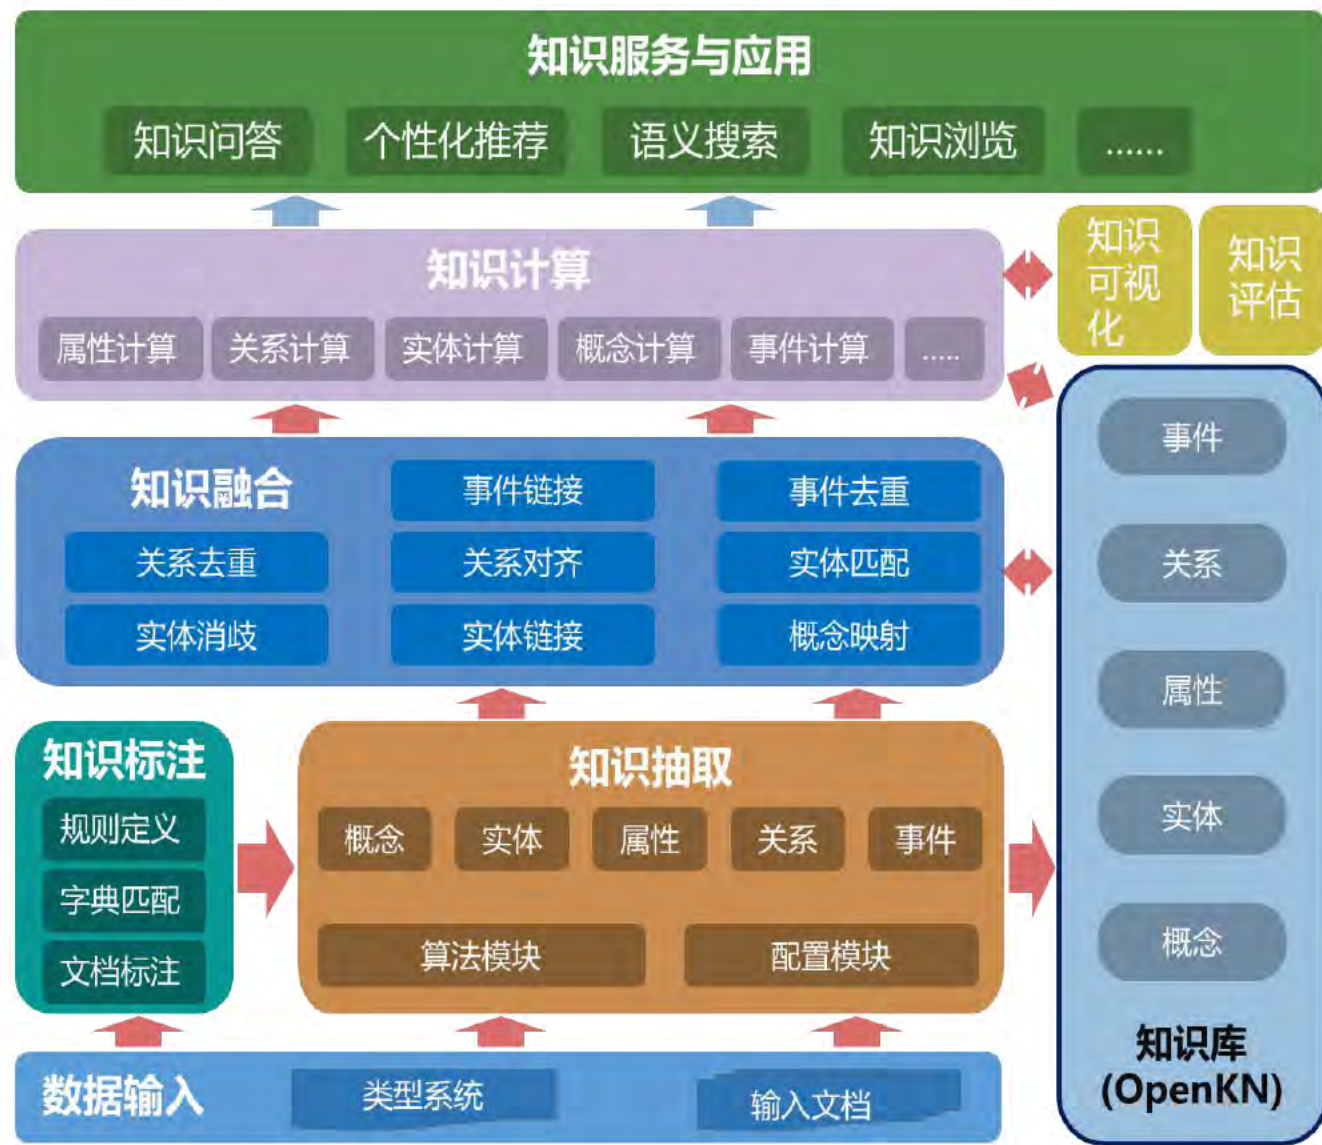 知识服务与应用
知识问答 个性化推荐 语义搜索 知识浏览 ......
知识计算
属性计算 关系计算 实体计算 概念计算 事件计算 .....
知识
可视
化
知识
评估
知识融合 事件链接 事件去重
关系去重 关系对齐 实体匹配
实体消歧 实体链接 概念映射
知识标注
规则定义
字典匹配
文档标注
知识抽取
概念 实体 属性 关系 事件
算法模块 配置模块
数据输入 类型系统 输入文档
事件
关系
属性
实体
概念
知识库
(OpenKN)